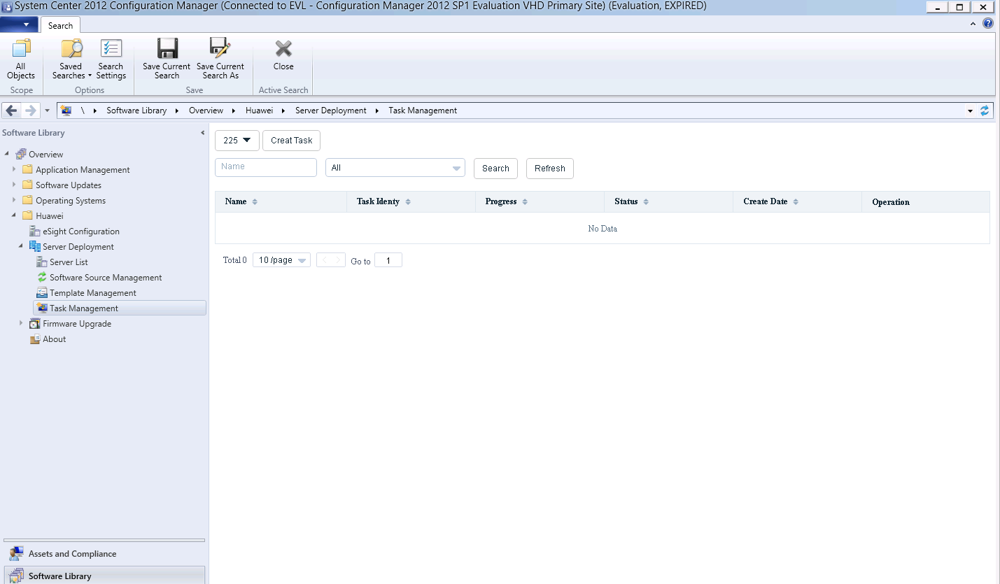 System Center 2012 Configuration Manager (Connected to EVL - Configuration Manager 2012 SP1 Evaluation VHD Primary Site) (Evaluation, EXPIRED)
Search
All Objects
Saved Searches
Search Settings
Save Current Search
Save Current Search As
Close
Scope
Options
Save
Active Search
\ Software Library Overview Huawei Server Deployment Task Management
Software Library
Overview
Application Management
Software Updates
Operating Systems
Huawei
eSight Configuration
Server Deployment
Server List
Software Source Management
Template Management
Task Management
Firmware Upgrade
About
Assets and Compliance
Software Library
225 Creat Task
Name All Search Refresh
Name Task Identy Progress Status Create Date Operation
No Data
Total 0 10 /page < > Go to 1